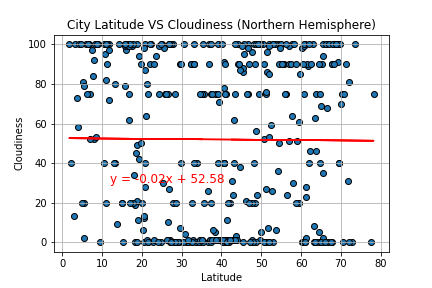 City Latitude VS Cloudiness (Northern Hemisphere)
100
80
60
40
20
0
Cloudiness
y = -0.02x + 52.58
0 10 20 30 40 50 60 70 80
Latitude